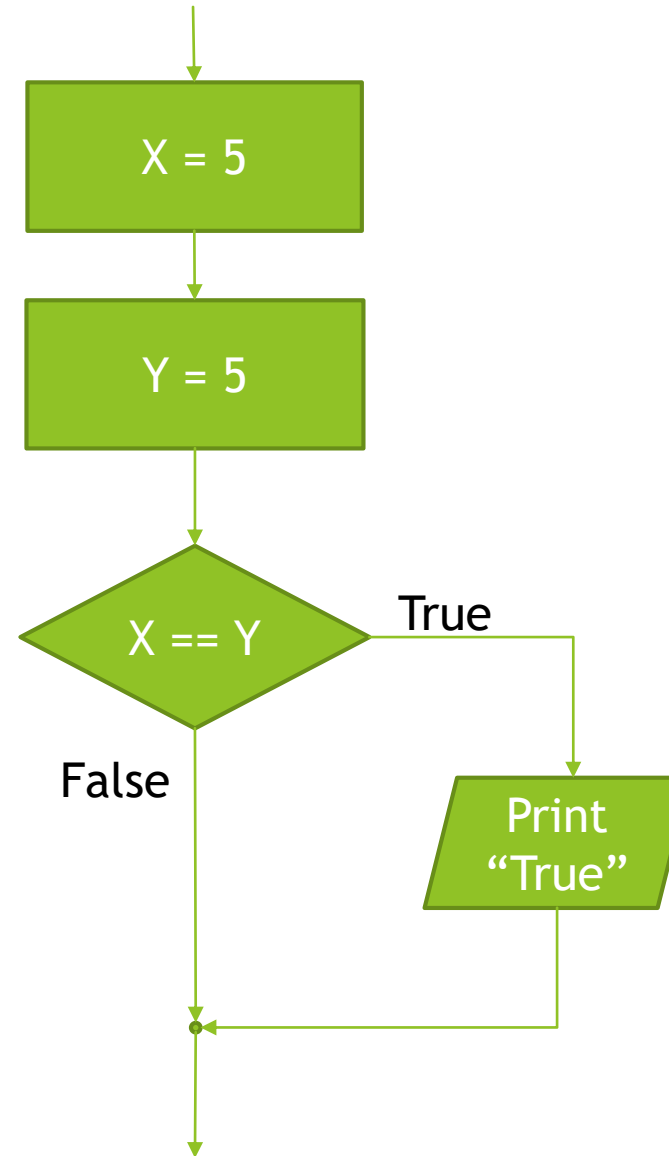 X = 5
Y = 5
X == Y
True
False
Print
“True”